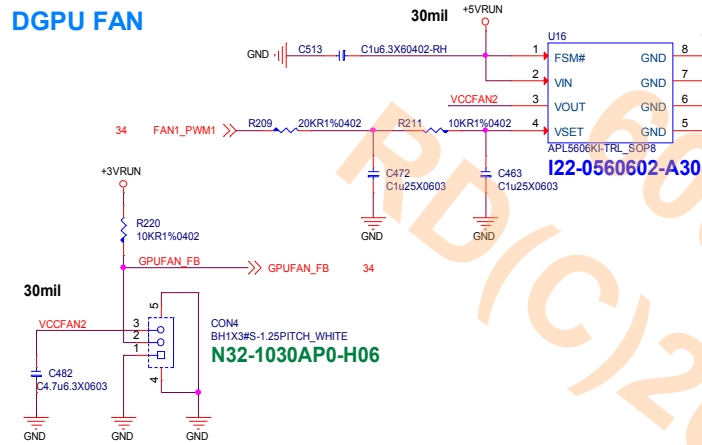 DGPU FAN
30mil
+5VRUN
U16
GND
C513
C1u6.3X60402-RH
1
FSM#
GND
8
2
VIN
GND
7
VCCFAN2
3
VOUT
GND
6
34
FAN1_PWM1
R209
20KR1%0402
R211
10KR1%0402
4
VSET
GND
5
APL5606KI-TRL_SOP8
I22-0560602-A30
C472
C1u25X0603
C463
C1u25X0603
GND
GND
+3VRUN
R220
10KR1%0402
GPUFAN_FB
GPUFAN_FB
34
30mil
5
VCCFAN2
3
2
1
4
CON4
BH1X3#S-1.25PITCH_WHITE
N32-1030AP0-H06
C482
C4.7u6.3X0603
GND
GND
GND
RD(C)2